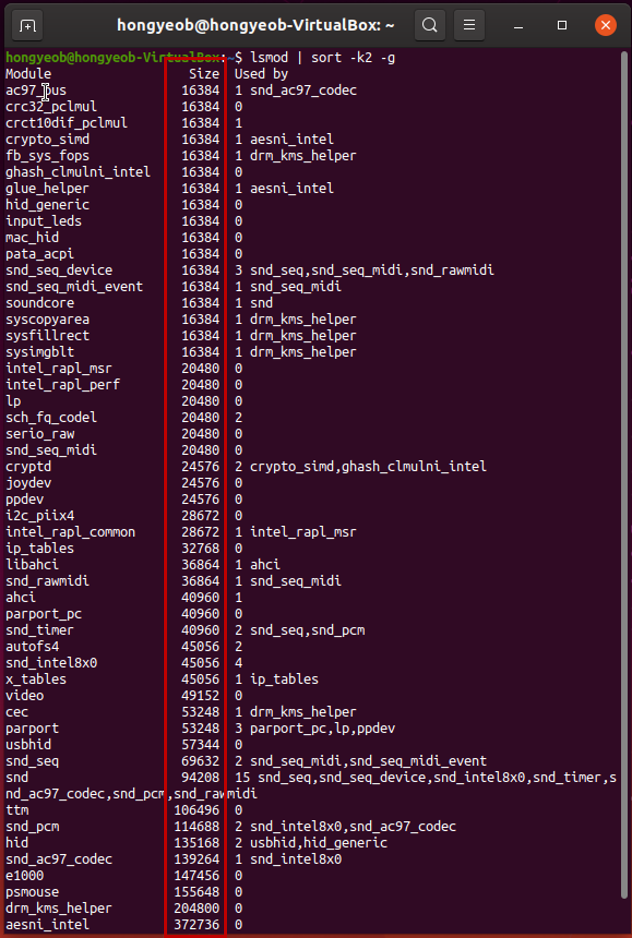 hongyeob@hongyeob-VirtualBox: ~
hongyeob@hongyeob-VirtualBox:~$ lsmod | sort -k2 -g
Module Size Used by
ac97_bus 16384 1 snd_ac97_codec
crc32_pclmul 16384 0
crct10dif_pclmul 16384 1
crypto_simd 16384 1 aesni_intel
fb_sys_fops 16384 1 drm_kms_helper
ghash_clmulni_intel 16384 0
glue_helper 16384 1 aesni_intel
hid_generic 16384 0
input_leds 16384 0
mac_hid 16384 0
pata_acpi 16384 0
snd_seq_device 16384 3 snd_seq,snd_seq_midi,snd_rawmidi
snd_seq_midi_event 16384 1 snd_seq_midi
soundcore 16384 1 snd
syscopyarea 16384 1 drm_kms_helper
sysfillrect 16384 1 drm_kms_helper
sysimgblt 16384 1 drm_kms_helper
intel_rapl_msr 20480 0
intel_rapl_perf 20480 0
lp 20480 0
sch_fq_codel 20480 2
serio_raw 20480 0
snd_seq_midi 20480 0
cryptd 24576 2 crypto_simd,ghash_clmulni_intel
joydev 24576 0
ppdev 24576 0
i2c_piix4 28672 0
intel_rapl_common 28672 1 intel_rapl_msr
ip_tables 32768 0
libahci 36864 1 ahci
snd_rawmidi 36864 1 snd_seq_midi
ahci 40960 1
parport_pc 40960 0
snd_timer 40960 2 snd_seq,snd_pcm
autofs4 45056 2
snd_intel8x0 45056 4
x_tables 45056 1 ip_tables
video 49152 0
cec 53248 1 drm_kms_helper
parport 53248 3 parport_pc,lp,ppdev
usbhid 57344 0
snd_seq 69632 2 snd_seq_midi,snd_seq_midi_event
snd 94208 15 snd_seq,snd_seq_device,snd_intel8x0,snd_timer,s
nd_ac97_codec,snd_pcm,snd_rawmidi
ttm 106496 0
snd_pcm 114688 2 snd_intel8x0,snd_ac97_codec
hid 135168 2 usbhid,hid_generic
snd_ac97_codec 139264 1 snd_intel8x0
e1000 147456 0
psmouse 155648 0
drm_kms_helper 204800 0
aesni_intel 372736 0